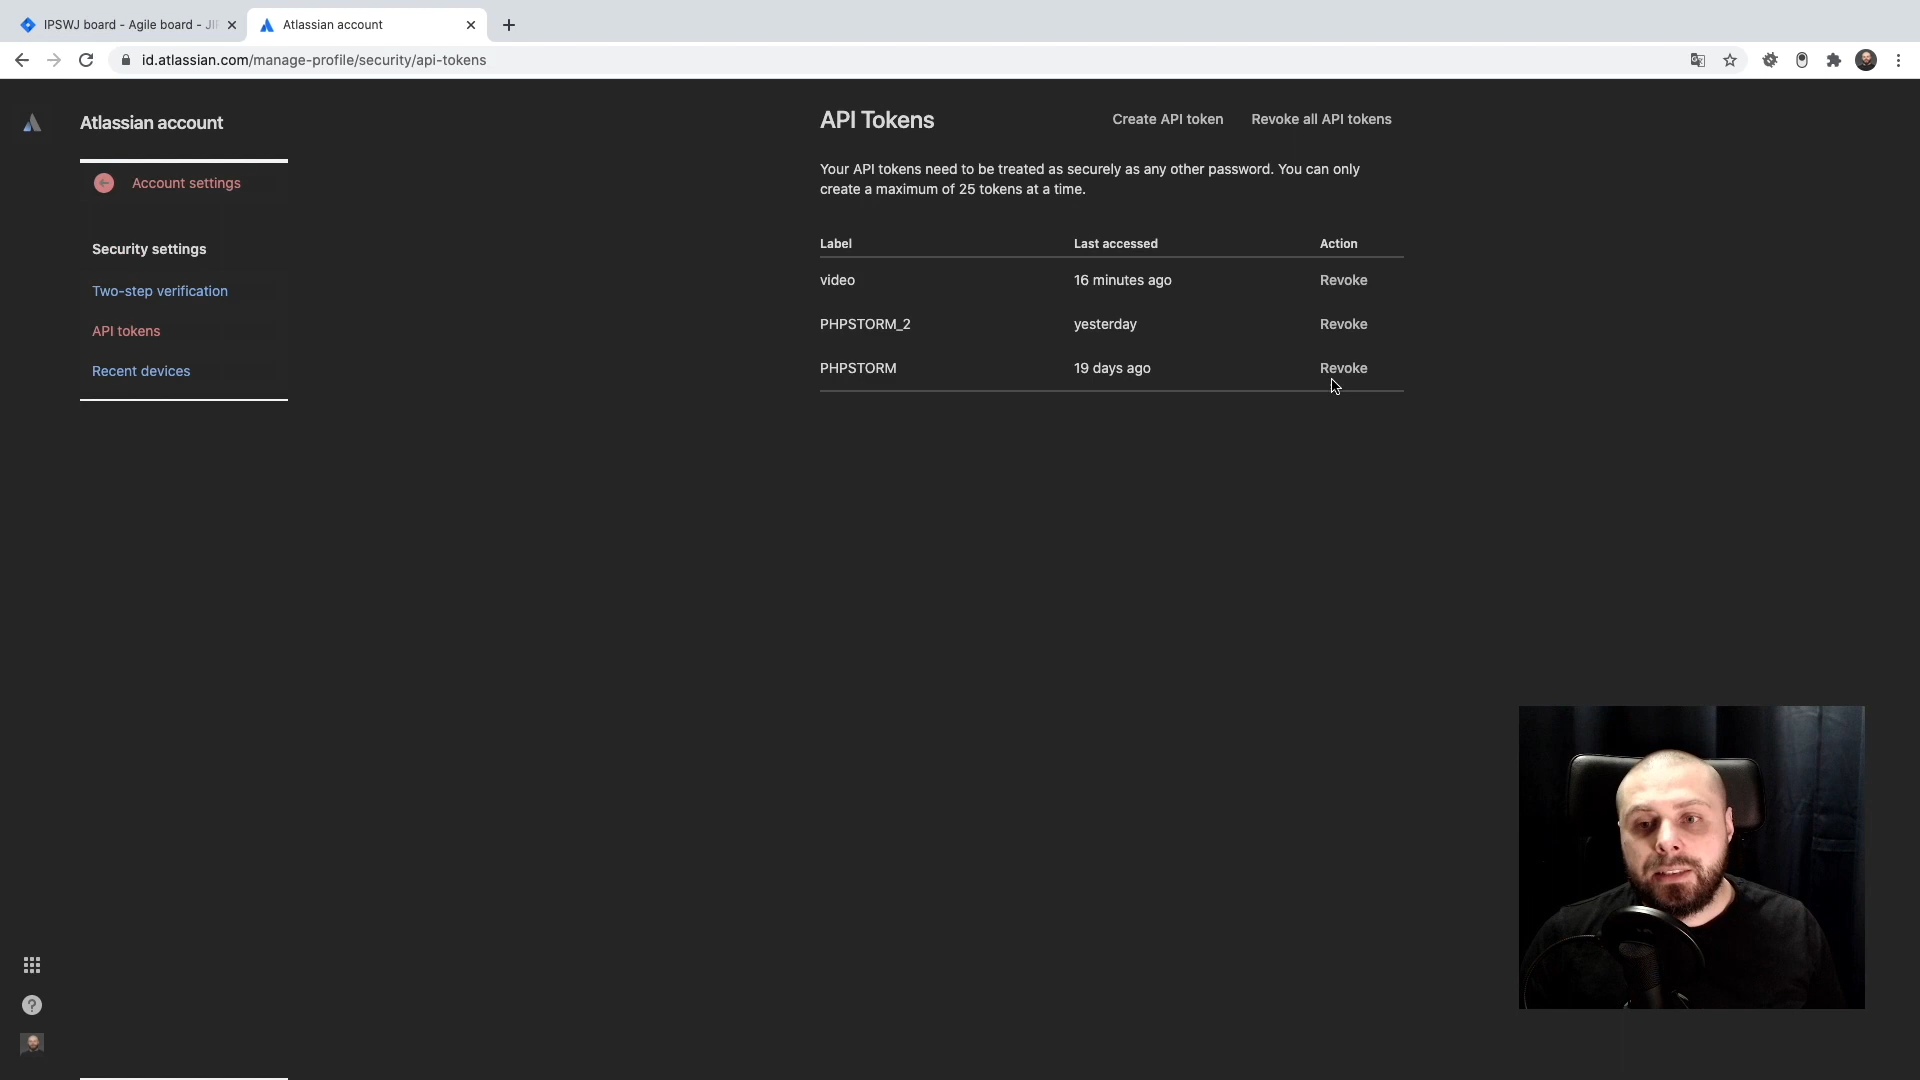 IPSWJ board - Agile board - JI
Atlassian account
id.atlassian.com/manage-profile/security/api-tokens
Atlassian account
Account settings
Security settings
Two-step verification
API tokens
Recent devices
API Tokens
Create API token
Revoke all API tokens
Your API tokens need to be treated as securely as any other password. You can only
create a maximum of 25 tokens at a time.
Label Last accessed Action
video 16 minutes ago Revoke
PHPSTORM_2 yesterday Revoke
PHPSTORM 19 days ago Revoke